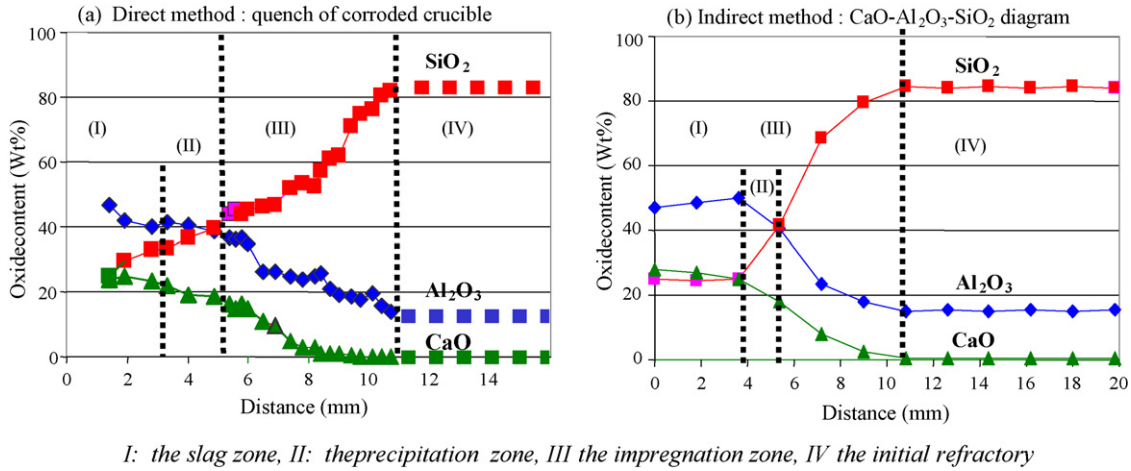 (a) Direct method : quench of corroded crucible
100
80
60
40
20
0
Oxidecontent (Wt%)
SiO₂
(I)
(II)
(III)
(IV)
Al₂O₃
CaO
0 2 4 6 8 10 12 14
Distance (mm)
(b) Indirect method : CaO-Al₂O₃-SiO₂ diagram
100
80
60
40
20
0
Oxidecontent (Wt%)
SiO₂
(I)
(III)
(II)
(IV)
Al₂O₃
CaO
0 2 4 6 8 10 12 14 16 18 20
Distance (mm)
I: the slag zone, II: theprecipitation zone, III the impregnation zone, IV the initial refractory